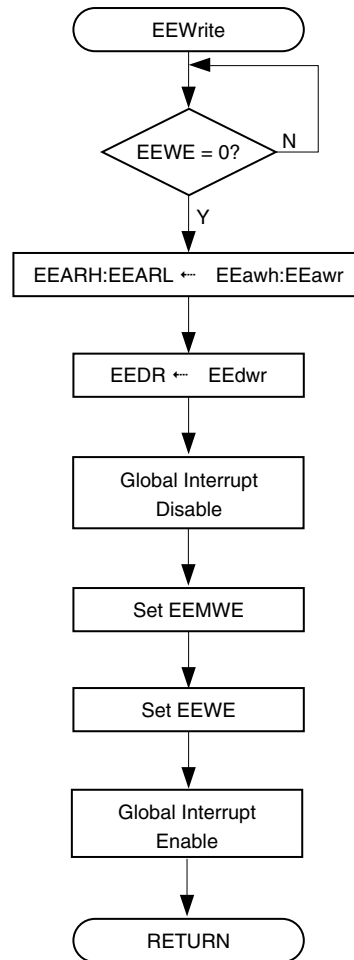 EEWrite
EEWE = 0?
N
Y
EEARH:EEARL ← EEawh:EEawr
EEDR ← EEdwr
Global Interrupt
Disable
Set EEMWE
Set EEWE
Global Interrupt
Enable
RETURN